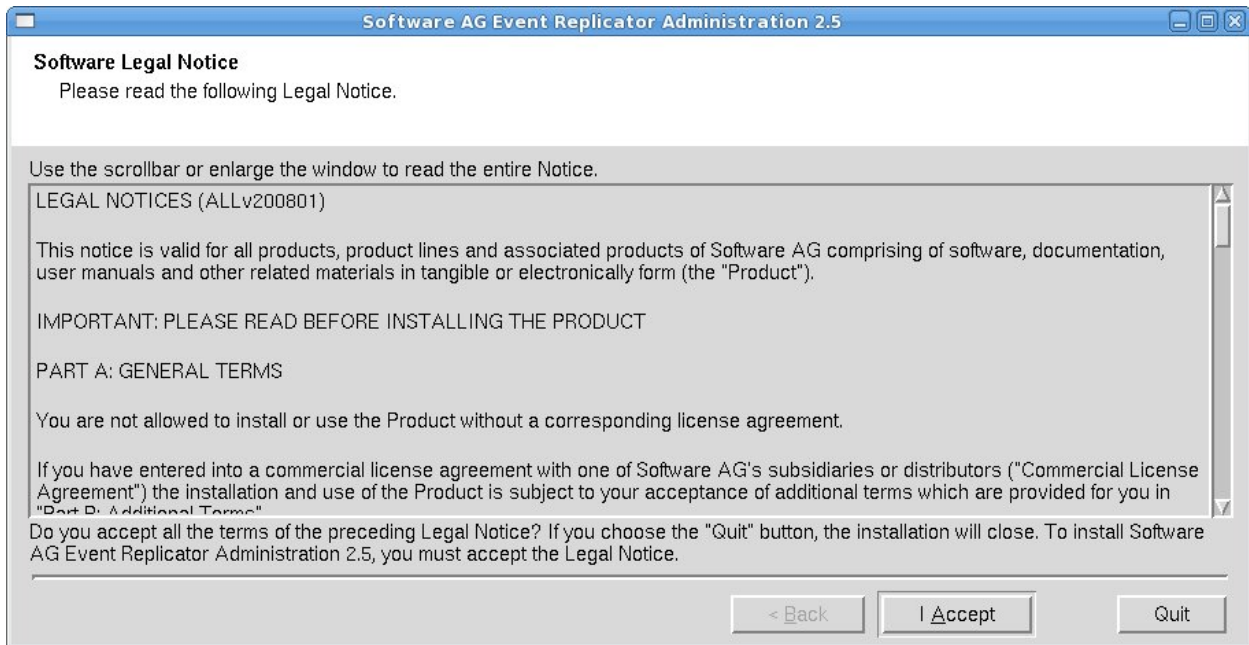 Software AG Event Replicator Administration 2.5
Software Legal Notice
Please read the following Legal Notice.
Use the scrollbar or enlarge the window to read the entire Notice.
LEGAL NOTICES (ALLv200801)
This notice is valid for all products, product lines and associated products of Software AG comprising of software, documentation,
user manuals and other related materials in tangible or electronically form (the "Product").
IMPORTANT: PLEASE READ BEFORE INSTALLING THE PRODUCT
PART A: GENERAL TERMS
You are not allowed to install or use the Product without a corresponding license agreement.
If you have entered into a commercial license agreement with one of Software AG's subsidiaries or distributors ("Commercial License
Agreement") the installation and use of the Product is subject to your acceptance of additional terms which are provided for you in
"Part B: Additional Terms"
Do you accept all the terms of the preceding Legal Notice? If you choose the "Quit" button, the installation will close. To install Software
AG Event Replicator Administration 2.5, you must accept the Legal Notice.
< Back
I Accept
Quit